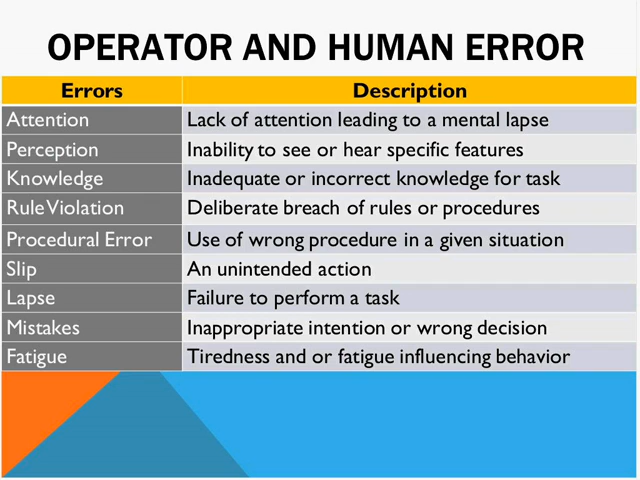 OPERATOR AND HUMAN ERROR
Errors Description
Attention Lack of attention leading to a mental lapse
Perception Inability to see or hear specific features
Knowledge Inadequate or incorrect knowledge for task
Rule Violation Deliberate breach of rules or procedures
Procedural Error Use of wrong procedure in a given situation
Slip An unintended action
Lapse Failure to perform a task
Mistakes Inappropriate intention or wrong decision
Fatigue Tiredness and or fatigue influencing behavior